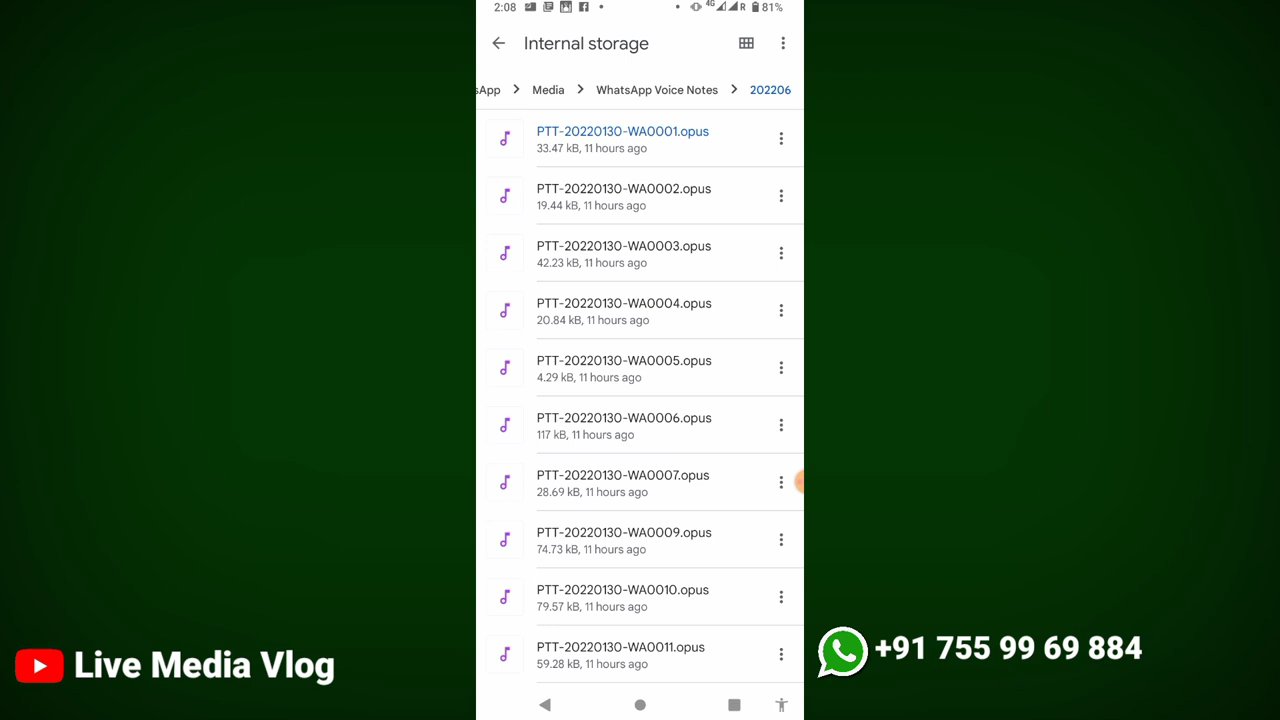 2:08
4G
R
81%
Internal storage
sApp > Media > WhatsApp Voice Notes > 202206
PTT-20220130-WA0001.opus
33.47 kB, 11 hours ago
PTT-20220130-WA0002.opus
19.44 kB, 11 hours ago
PTT-20220130-WA0003.opus
42.23 kB, 11 hours ago
PTT-20220130-WA0004.opus
20.84 kB, 11 hours ago
PTT-20220130-WA0005.opus
4.29 kB, 11 hours ago
PTT-20220130-WA0006.opus
117 kB, 11 hours ago
PTT-20220130-WA0007.opus
28.69 kB, 11 hours ago
PTT-20220130-WA0009.opus
74.73 kB, 11 hours ago
PTT-20220130-WA0010.opus
79.57 kB, 11 hours ago
PTT-20220130-WA0011.opus
59.28 kB, 11 hours ago
Live Media Vlog
+91 755 99 69 884